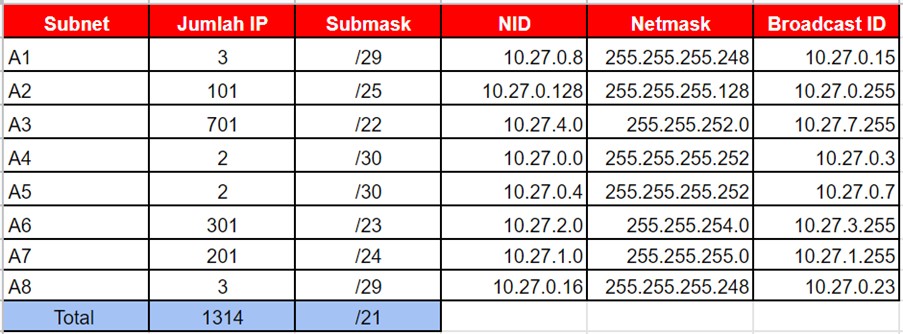 Subnet Jumlah IP Submask NID Netmask Broadcast ID
A1 3 /29 10.27.0.8 255.255.255.248 10.27.0.15
A2 101 /25 10.27.0.128 255.255.255.128 10.27.0.255
A3 701 /22 10.27.4.0 255.255.252.0 10.27.7.255
A4 2 /30 10.27.0.0 255.255.255.252 10.27.0.3
A5 2 /30 10.27.0.4 255.255.255.252 10.27.0.7
A6 301 /23 10.27.2.0 255.255.254.0 10.27.3.255
A7 201 /24 10.27.1.0 255.255.255.0 10.27.1.255
A8 3 /29 10.27.0.16 255.255.255.248 10.27.0.23
Total 1314 /21